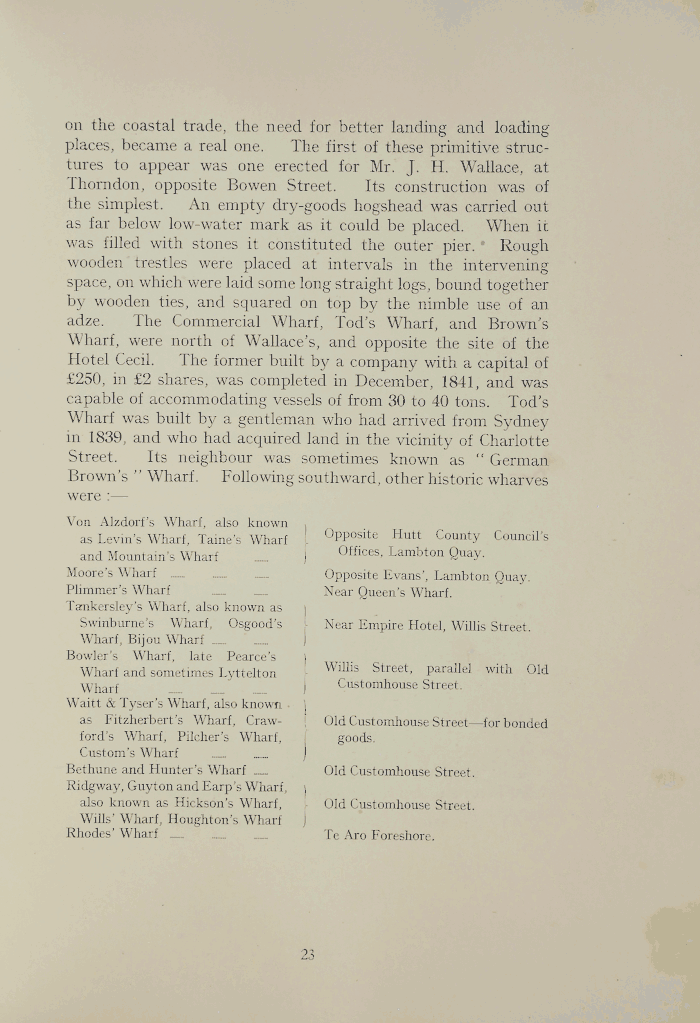 on the coastal trade, the need for better landing and loading
places, became a real one. The first of these primitive struc-
tures to appear was one erected for Mr. J. H. Wallace, at
Thorndon, opposite Bowen Street. Its construction was of
the simplest. An empty dry-goods hogshead was carried out
as far below low-water mark as it could be placed. When it
was filled with stones it constituted the outer pier. Rough
wooden trestles were placed at intervals in the intervening
space, on which were laid some long straight logs, bound together
by wooden ties, and squared on top by the nimble use of an
adze. The Commercial Wharf, Tod's Wharf, and Brown's
Wharf, were north of Wallace's, and opposite the site of the
Hotel Cecil. The former built by a company with a capital of
£250, in £2 shares, was completed in December, 1841, and was
capable of accommodating vessels of from 30 to 40 tons. Tod's
Wharf was built by a gentleman who had arrived from Sydney
in 1839, and who had acquired land in the vicinity of Charlotte
Street. Its neighbour was sometimes known as " German
Brown's " Wharf. Following southward, other historic wharves
were :—
Von Alzdorf's Wharf, also known
as Levin's Wharf, Taine's Wharf
and Mountain's Wharf
Opposite Hutt County Council's
Offices, Lambton Quay.
Moore's Wharf
Opposite Evans', Lambton Quay.
Plimmer's Wharf
Near Queen's Wharf.
Tankersley's Wharf, also known as
Swinburne's Wharf, Osgood's
Wharf, Bijou Wharf
Near Empire Hotel, Willis Street.
Bowler's Wharf, late Pearce's
Wharf and sometimes Lyttelton
Wharf
Willis Street, parallel with Old
Customhouse Street.
Waitt & Tyser's Wharf, also known
as Fitzherbert's Wharf, Craw-
ford's Wharf, Pilcher's Wharf,
Custom's Wharf
Old Customhouse Street—for bonded
goods.
Bethune and Hunter's Wharf
Old Customhouse Street.
Ridgway, Guyton and Earp's Wharf,
also known as Hickson's Wharf,
Wills' Wharf, Houghton's Wharf
Old Customhouse Street.
Rhodes' Wharf
Te Aro Foreshore.
23